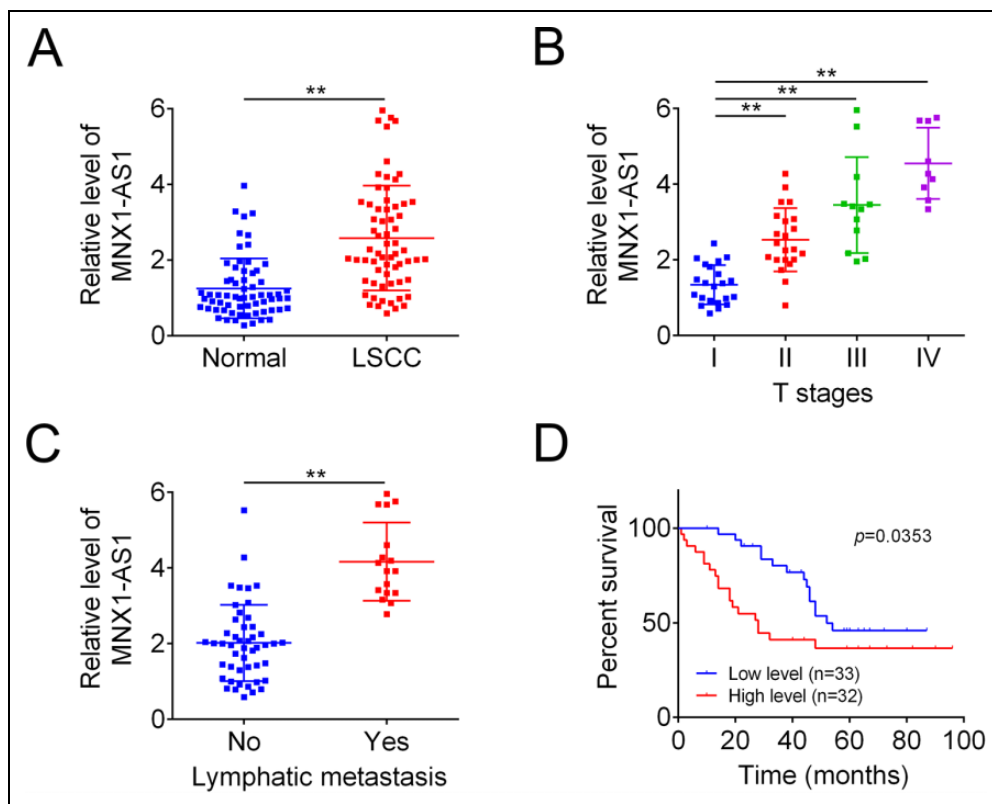 A
**
Relative level of
MNX1-AS1
6
4
2
0
Normal
LSCC
B
**
**
**
Relative level of
MNX1-AS1
6
4
2
0
I
II
III
IV
T stages
C
**
Relative level of
MNX1-AS1
6
4
2
0
No
Yes
Lymphatic metastasis
D
p=0.0353
Percent survival
100
50
0
Low level (n=33)
High level (n=32)
0
20
40
60
80
100
Time (months)